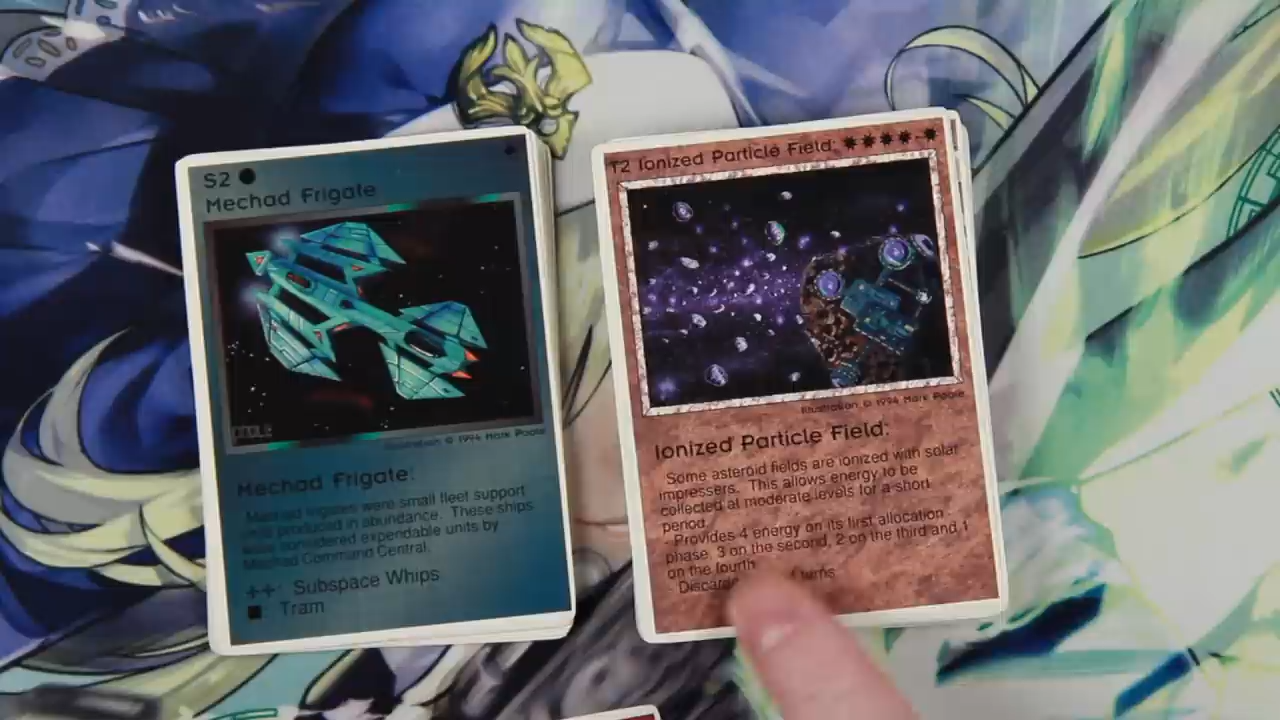 S2
Mechad Frigate
Illustration © 1994 Mark Poole
Mechad Frigate:
Mechad frigates were small fleet support
produced in abundance. These ships
were considered expendable units by
Mechad Command Central.
++: Subspace Whips
Tram
T2 Ionized Particle Field:
Illustration © 1994 Mark Poole
Ionized Particle Field:
Some asteroid fields are ionized with solar
impressers. This allows energy to be
collected at moderate levels for a short
period.
- Provides 4 energy on its first allocation
phase, 3 on the second, 2 on the third and 1
on the fourth
- Discard turns